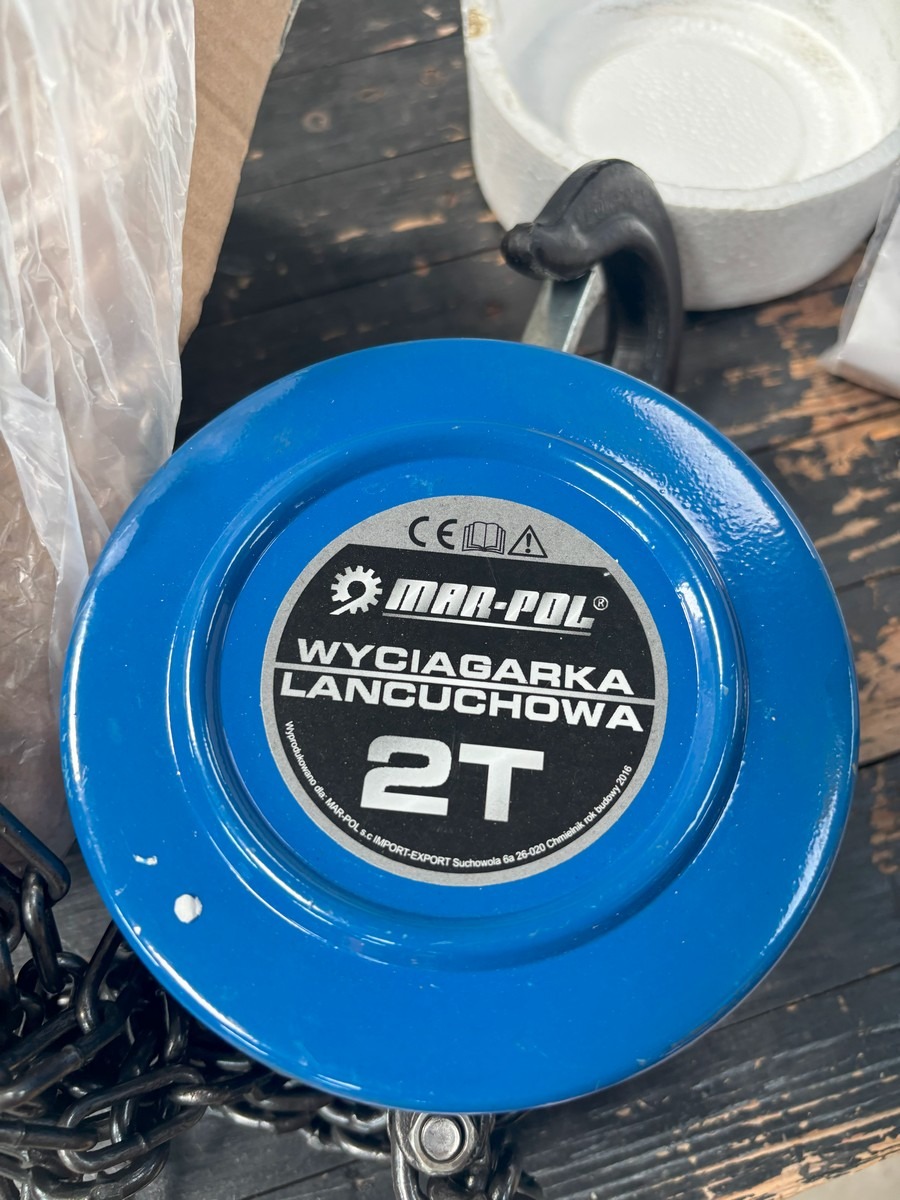 CE
MAR-POL®
WYCIAGARKA
LANCUCHOWA
2T
Wyprodukowano dla: MAR-POL s.c IMPORT-EXPORT Suchowola 6a 26-020 Chmielnik rok budowy 2016